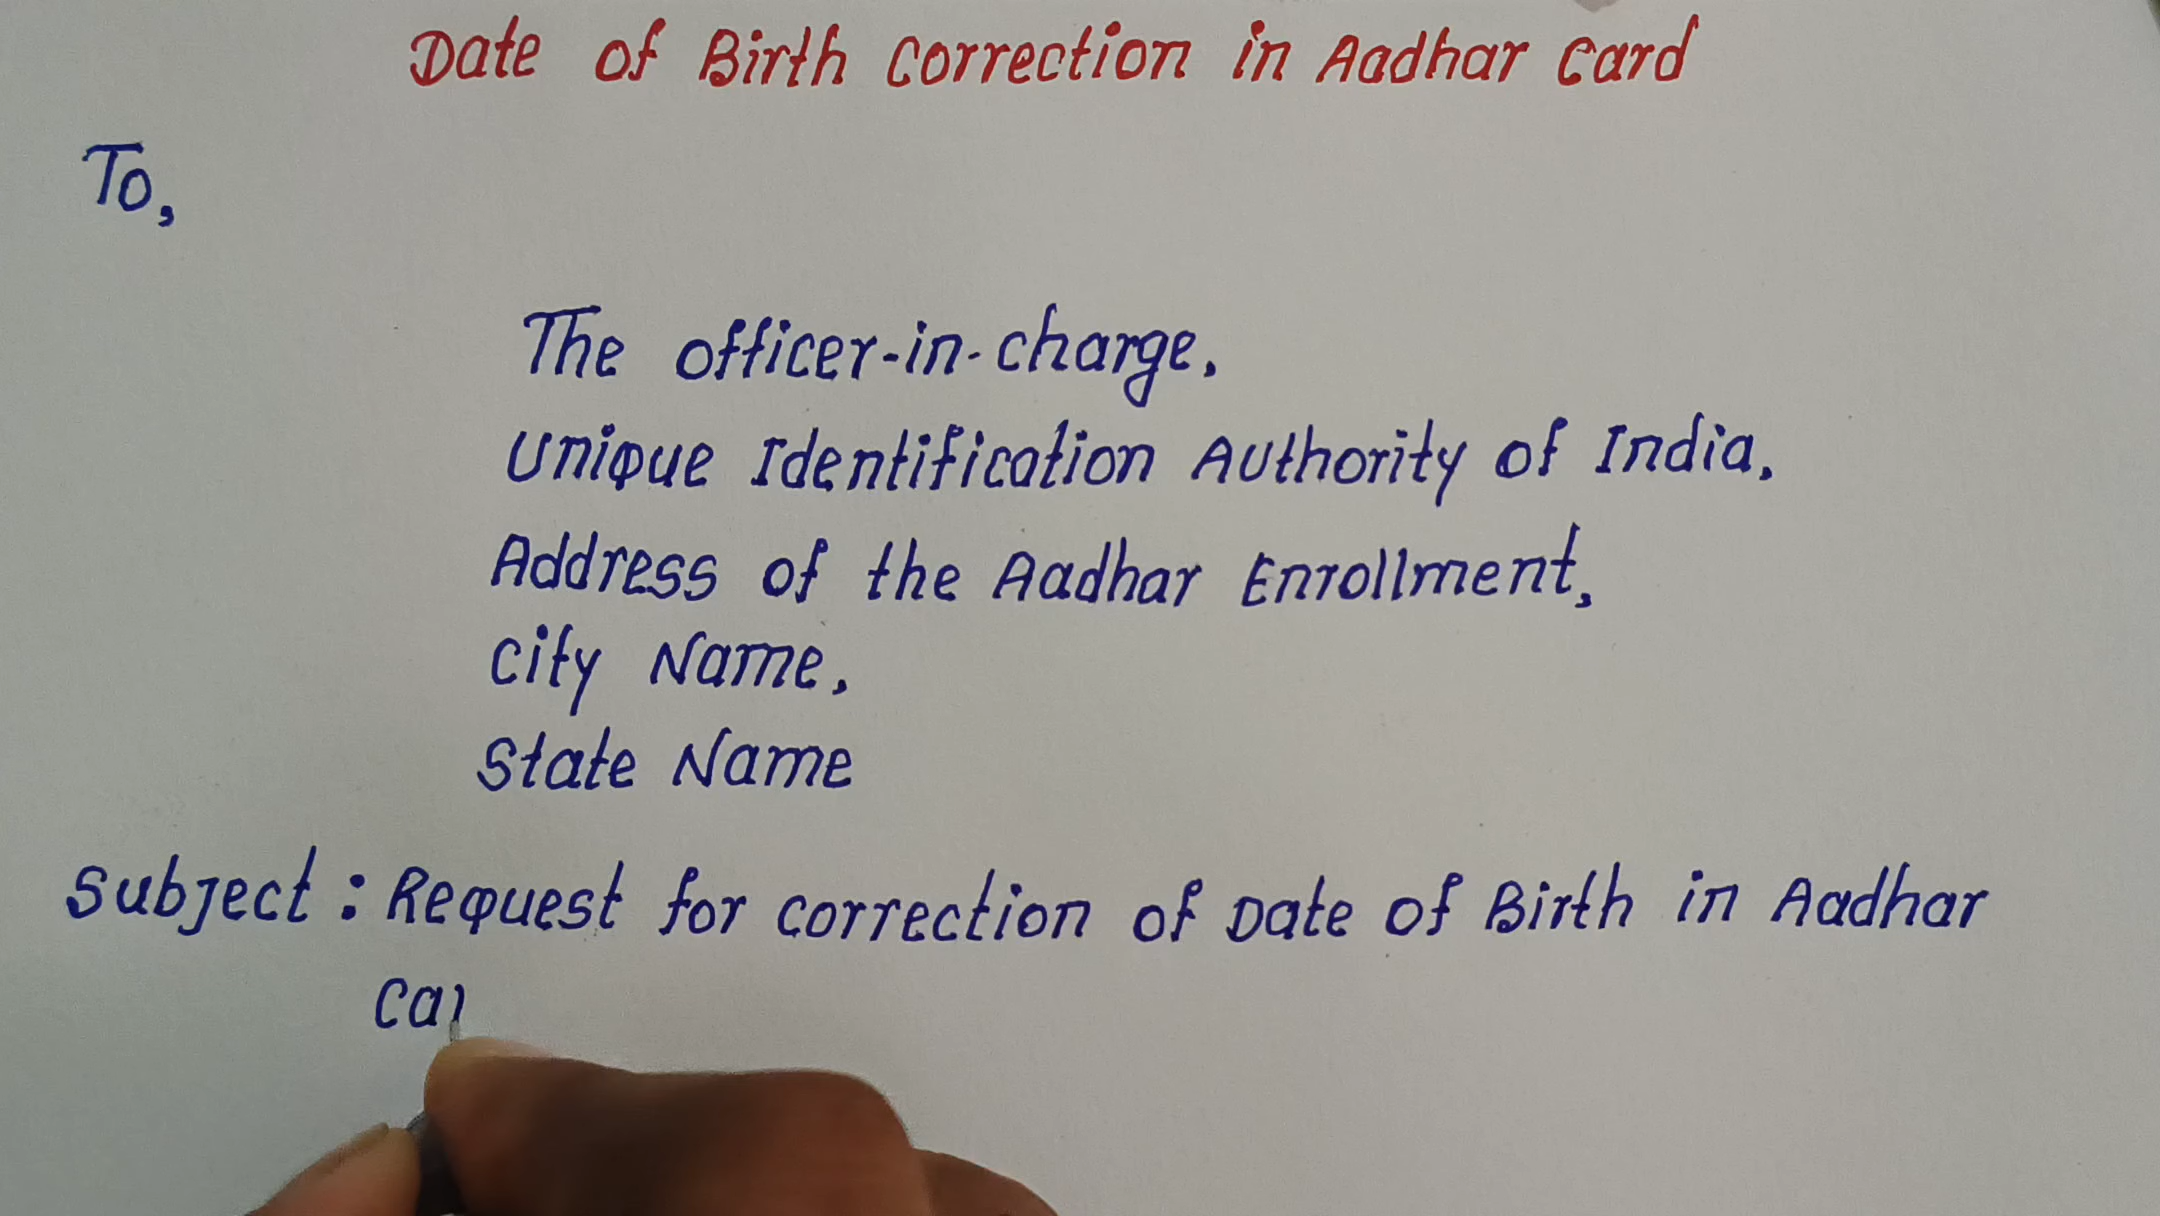 Date of Birth Correction in Aadhar Card
To,
The officer-in-charge,
Unique Identification Authority of India,
Address of the Aadhar Enrollment,
City Name,
State Name
Subject : Request for correction of Date of Birth in Aadhar